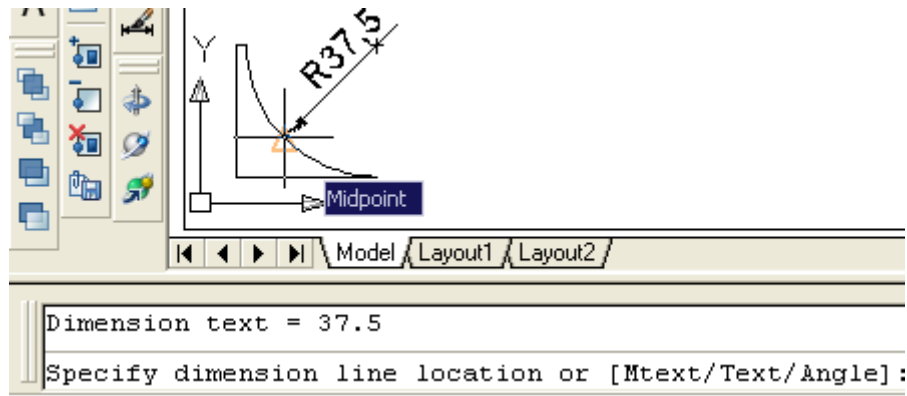 R37.5
Y
Midpoint
Model Layout1 Layout2
Dimension text = 37.5
Specify dimension line location or [Mtext/Text/Angle]: